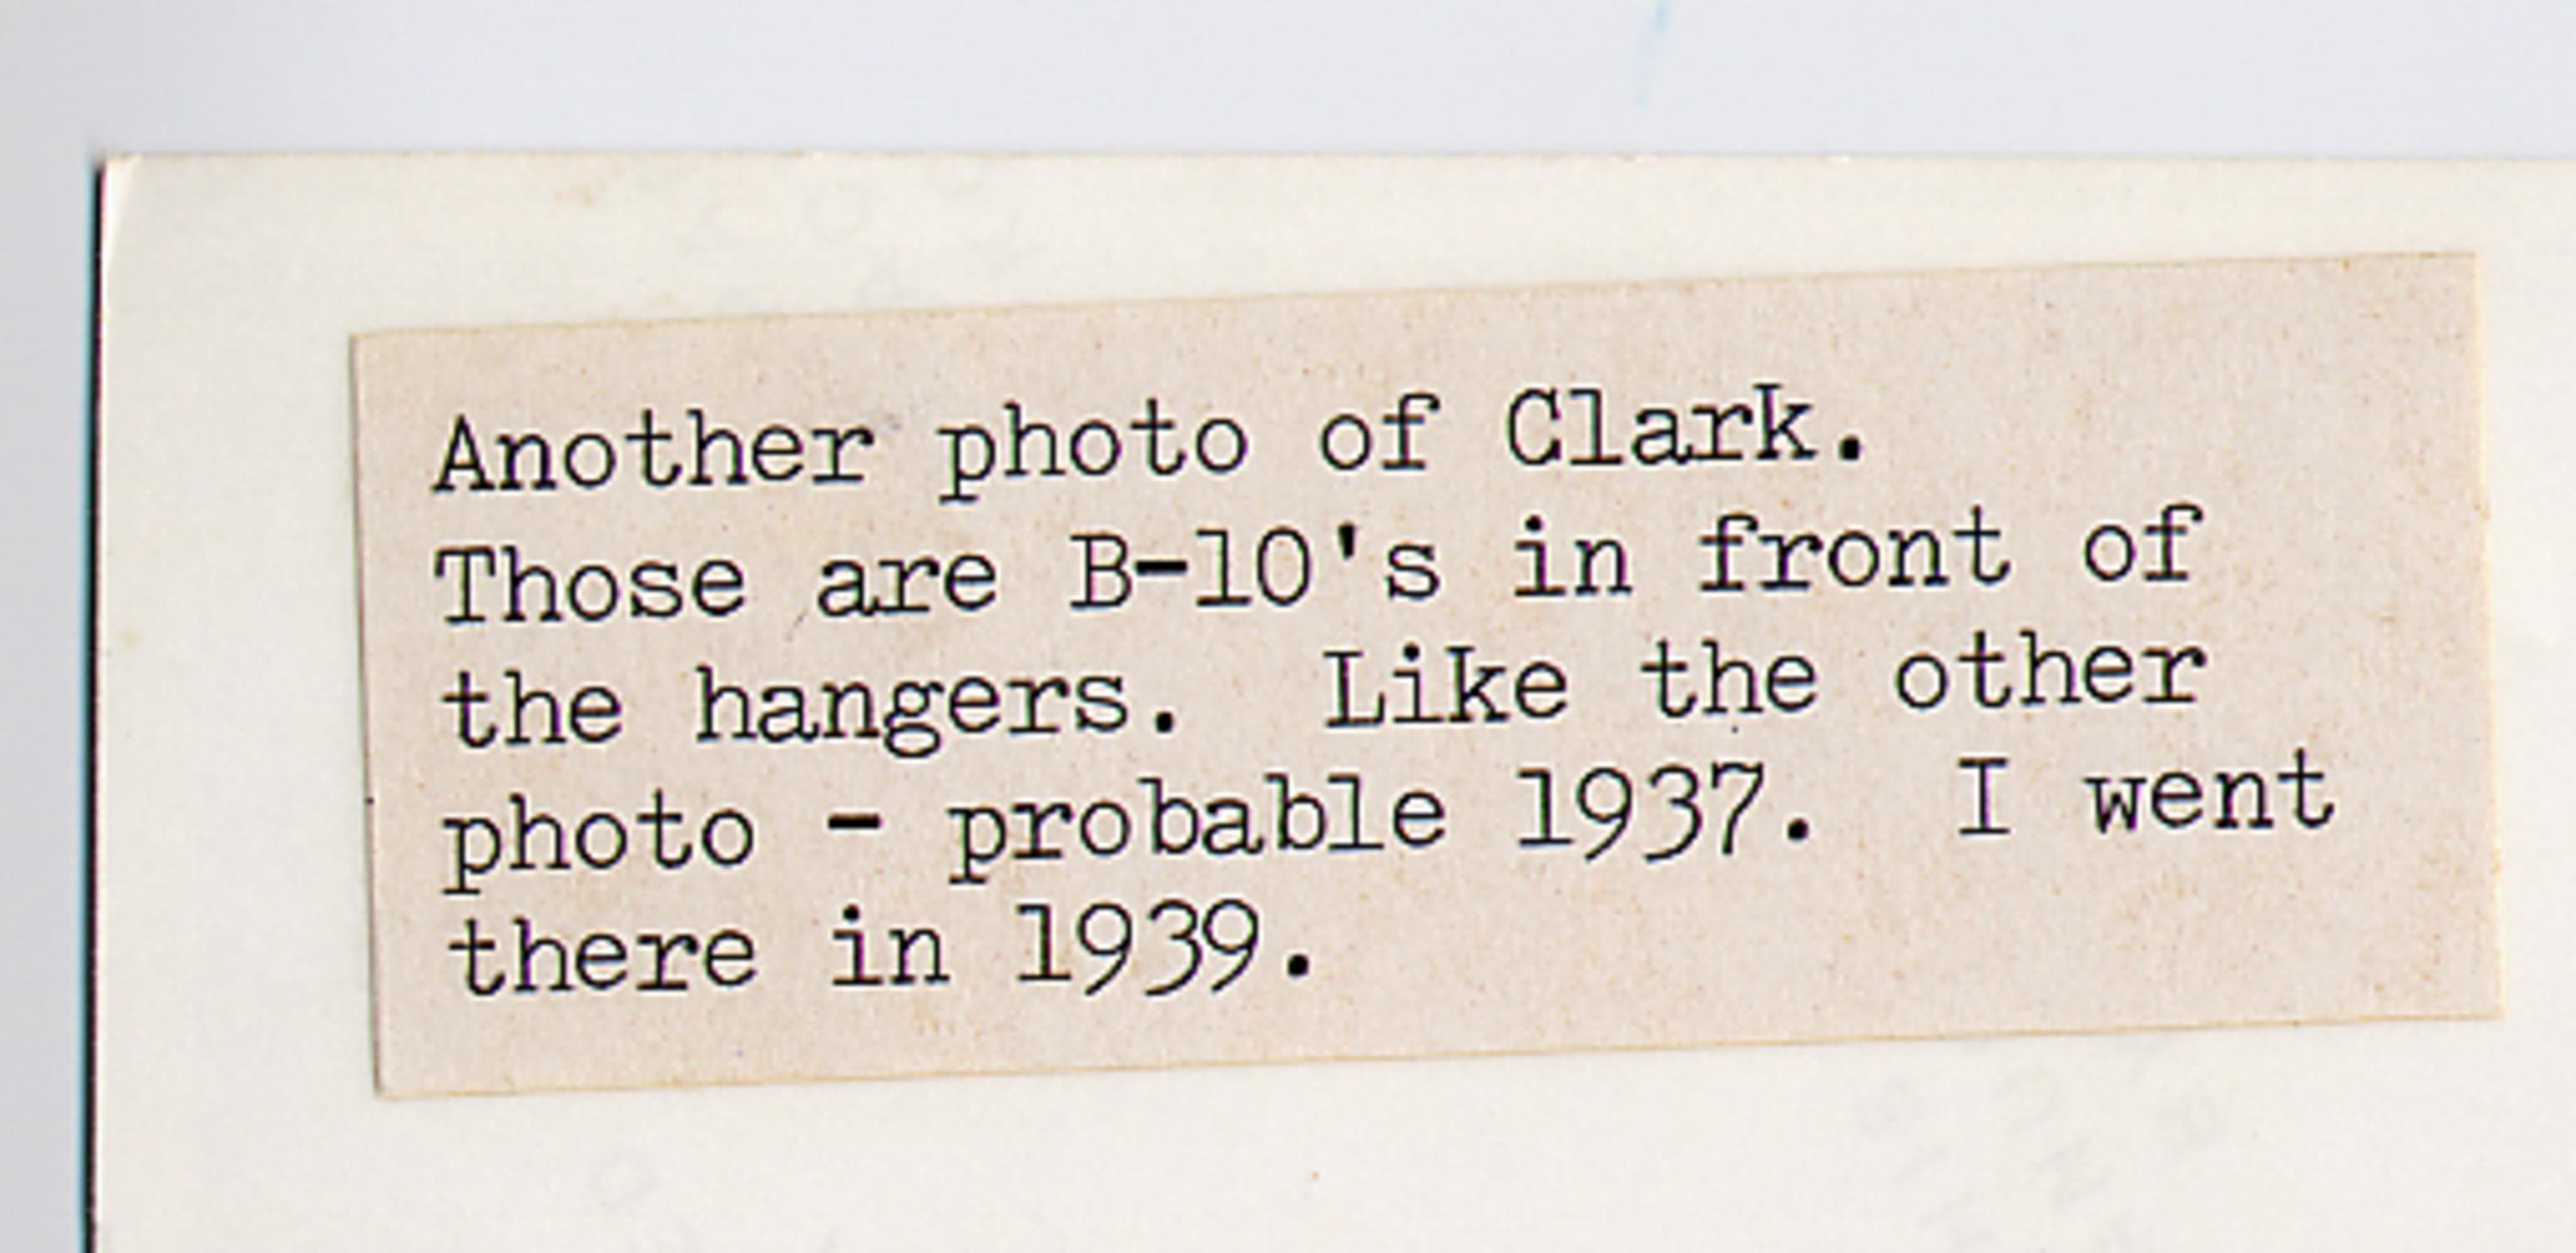 Another photo of Clark.
Those are B-10's in front of
the hangers.  Like the other
photo - probable 1937.  I went
there in 1939.